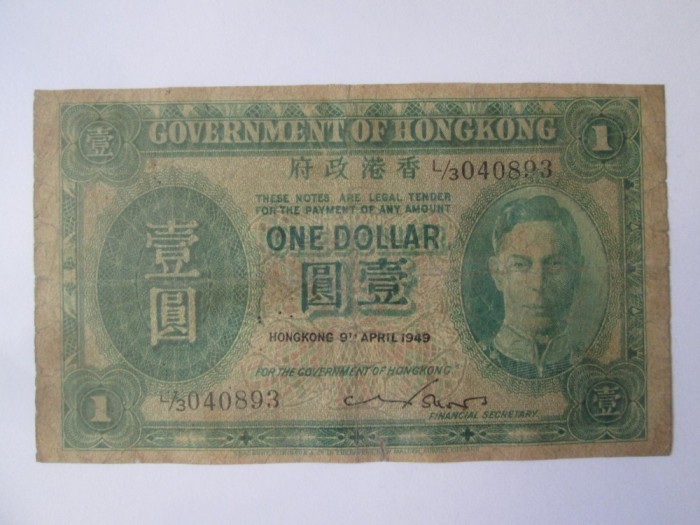 壹
GOVERNMENT OF HONGKONG
1
府政港香
L/3 040893
THESE NOTES ARE LEGAL TENDER
FOR THE PAYMENT OF ANY AMOUNT
ONE DOLLAR
圓壹
壹圓
HONGKONG 9TH APRIL 1949
FOR THE GOVERNMENT OF HONGKONG
L/3 040893
FINANCIAL SECRETARY.
1
壹